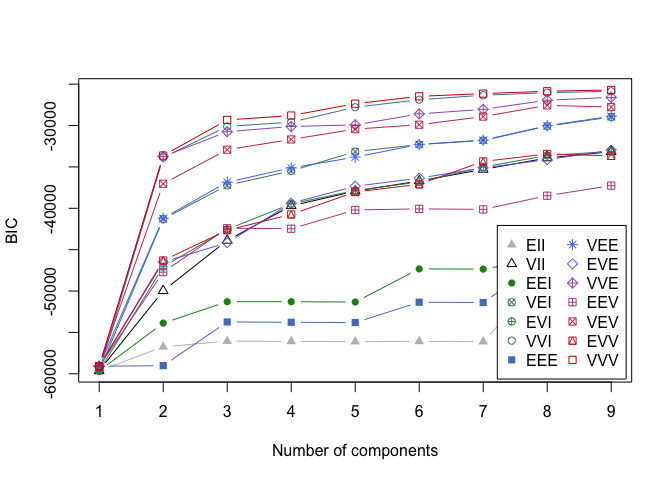 BIC
-30000
-40000
-50000
-60000
EII
VII
EEI
VEI
EVI
VVI
EEE
VEE
EVE
VVE
EEV
VEV
EVV
VVV
1 2 3 4 5 6 7 8 9
Number of components